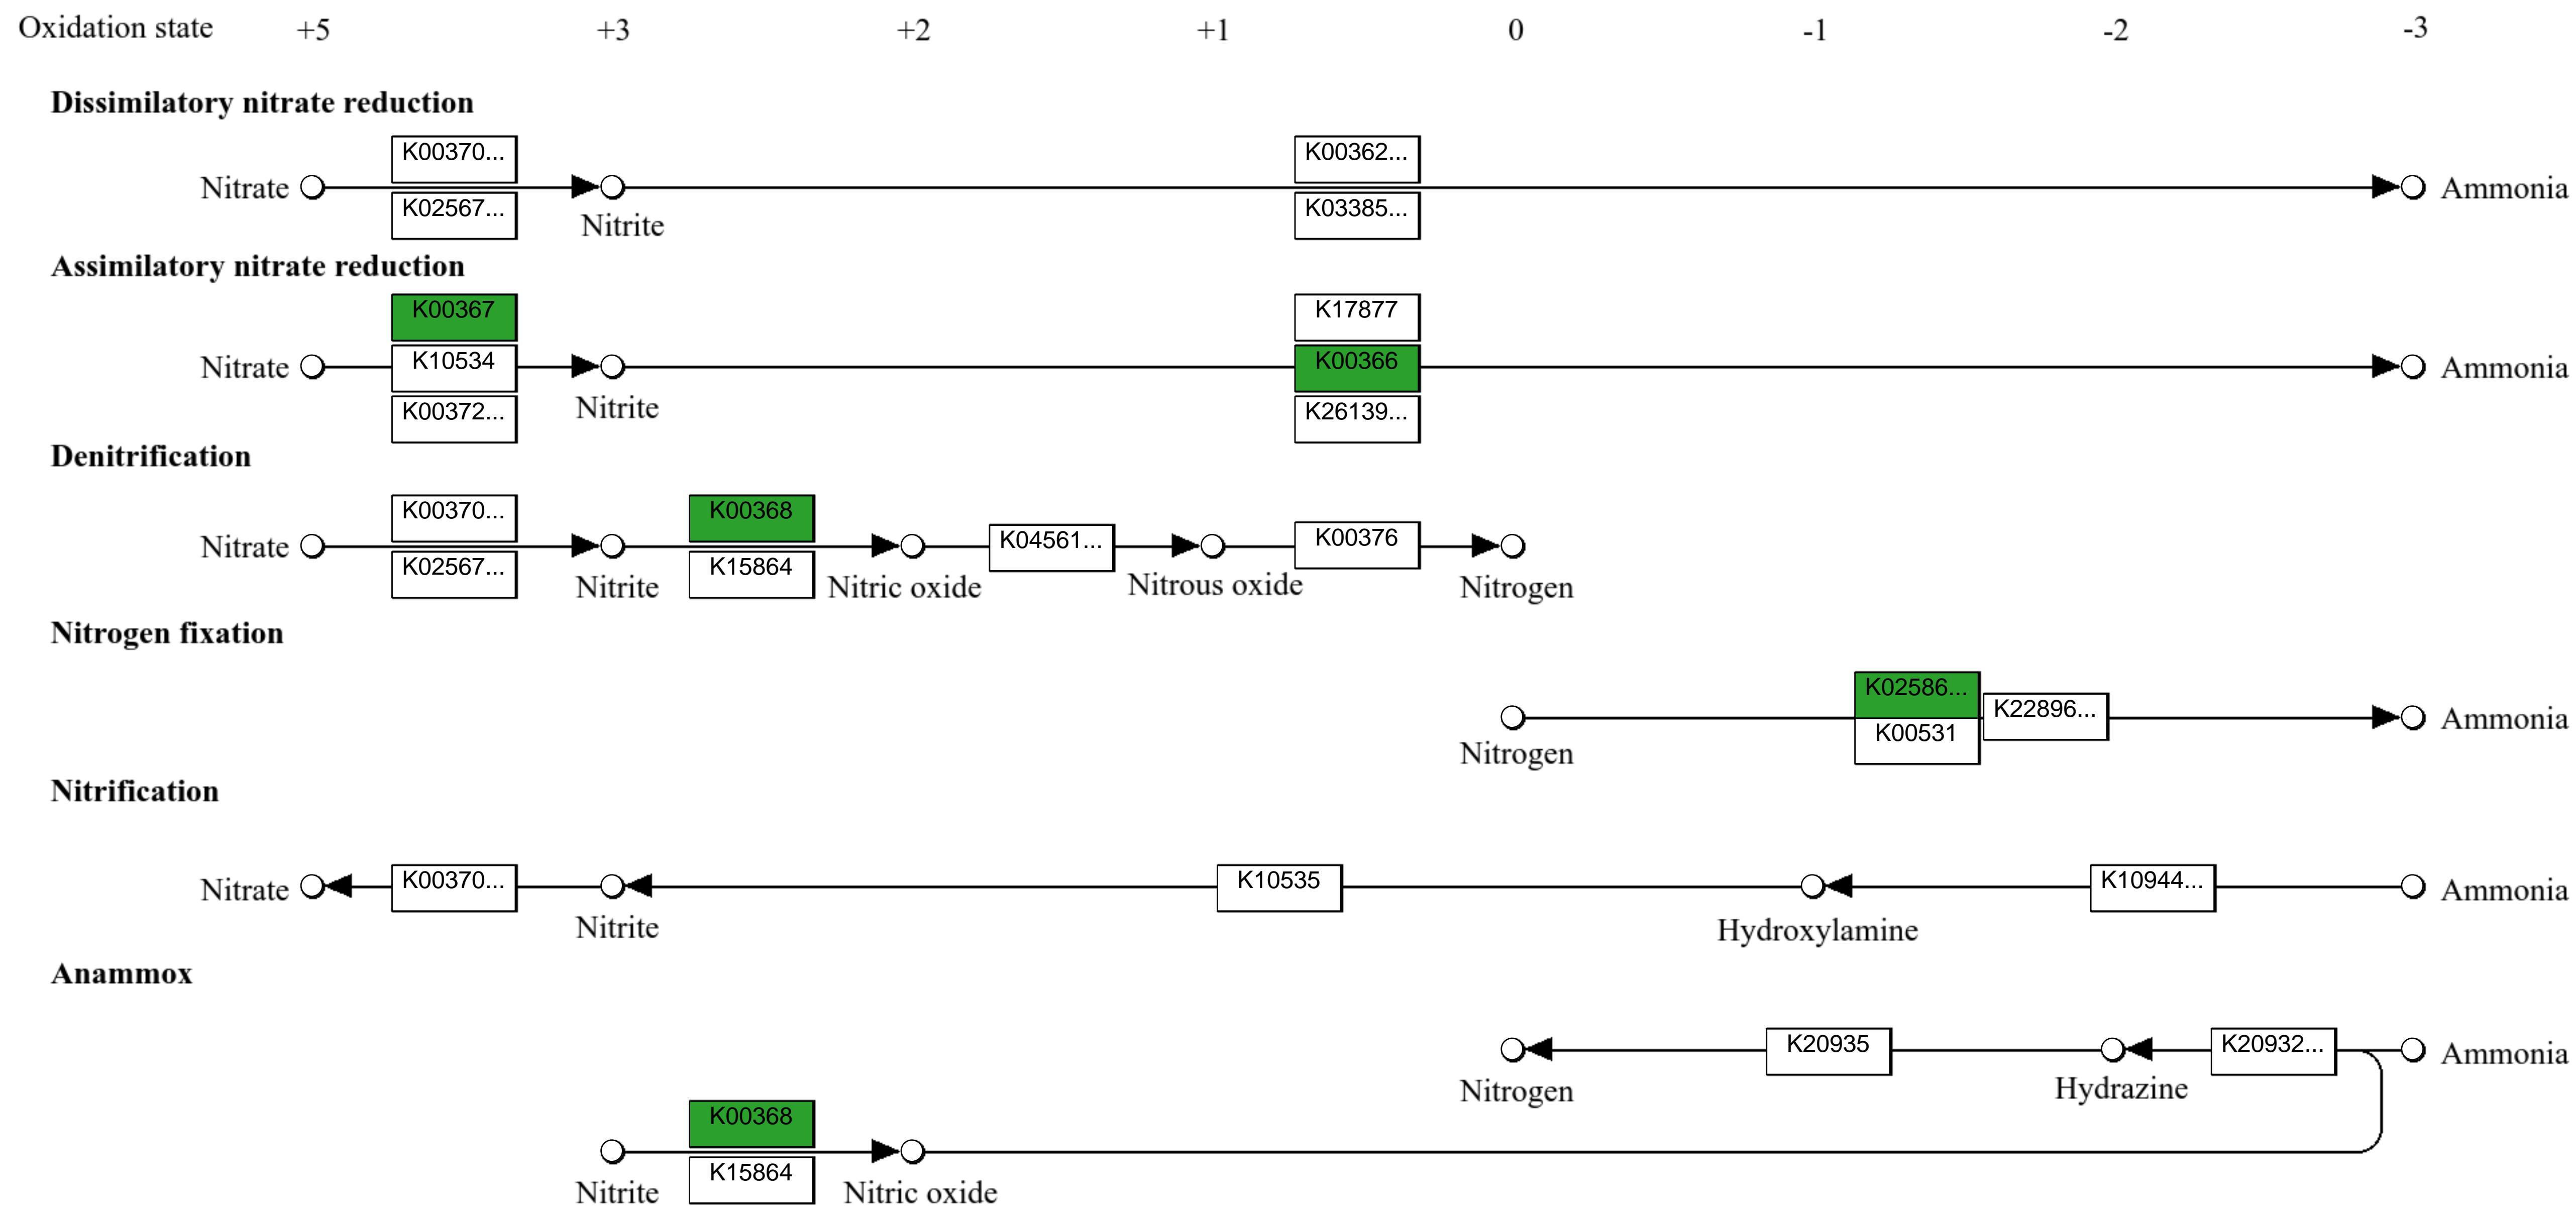 Oxidation state +5 +3 +2 +1 0 -1 -2 -3
Dissimilatory nitrate reduction
K00370... K00362...
Nitrate Ammonia
K02567... K03385...
Nitrite
Assimilatory nitrate reduction
K00367 K17877
Nitrate K10534 K00366 Ammonia
K00372... Nitrite K26139...
Denitrification
K00370... K00368
Nitrate K04561... K00376
K02567... Nitrite K15864 Nitric oxide Nitrous oxide Nitrogen
Nitrogen fixation
K02586... K22896...
Nitrogen K00531 Ammonia
Nitrification
Nitrate K00370... K10535 K10944... Ammonia
Nitrite Hydroxylamine
Anammox
K20935 K20932... Ammonia
Nitrogen Hydrazine
K00368
K15864
Nitrite Nitric oxide